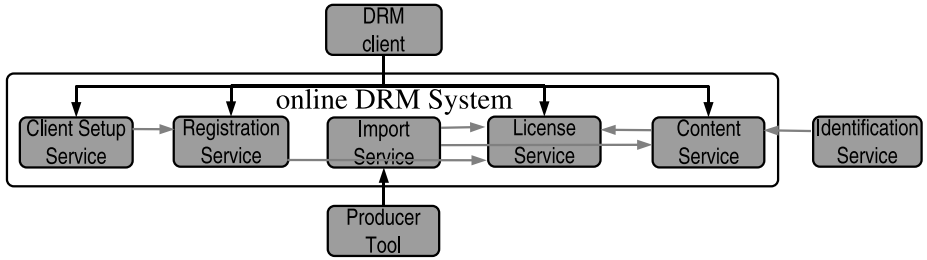 DRM
client
online DRM System
Client Setup
Service
Registration
Service
Import
Service
License
Service
Content
Service
Identification
Service
Producer
Tool